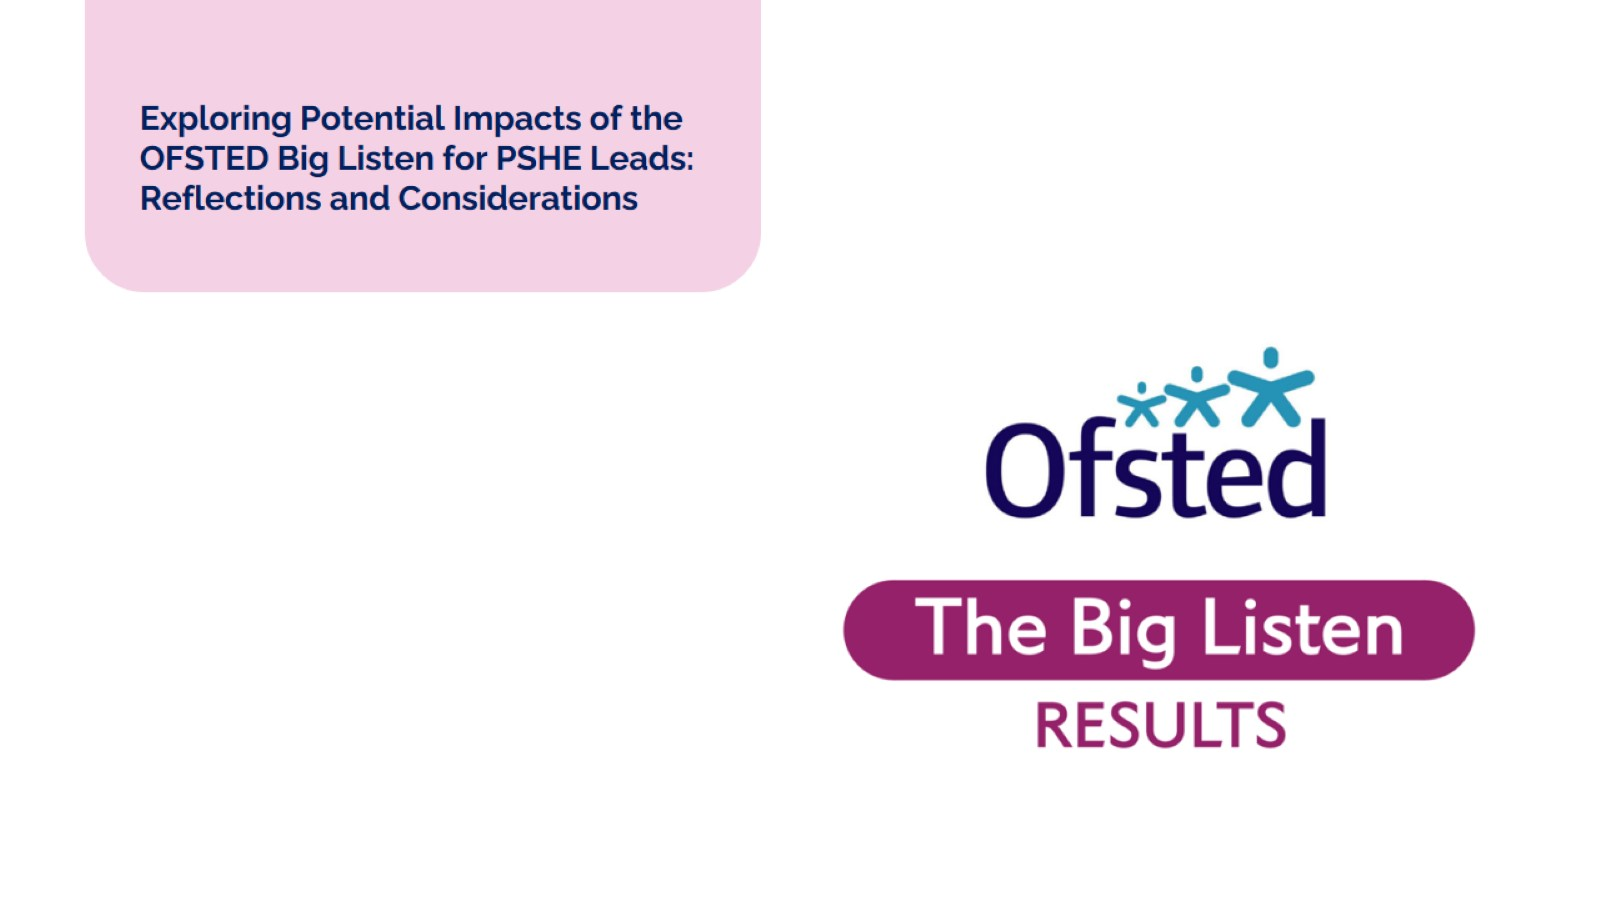 Exploring Potential Impacts of the
OFSTED Big Listen for PSHE Leads:
Reflections and Considerations
Ofsted
The Big Listen
RESULTS